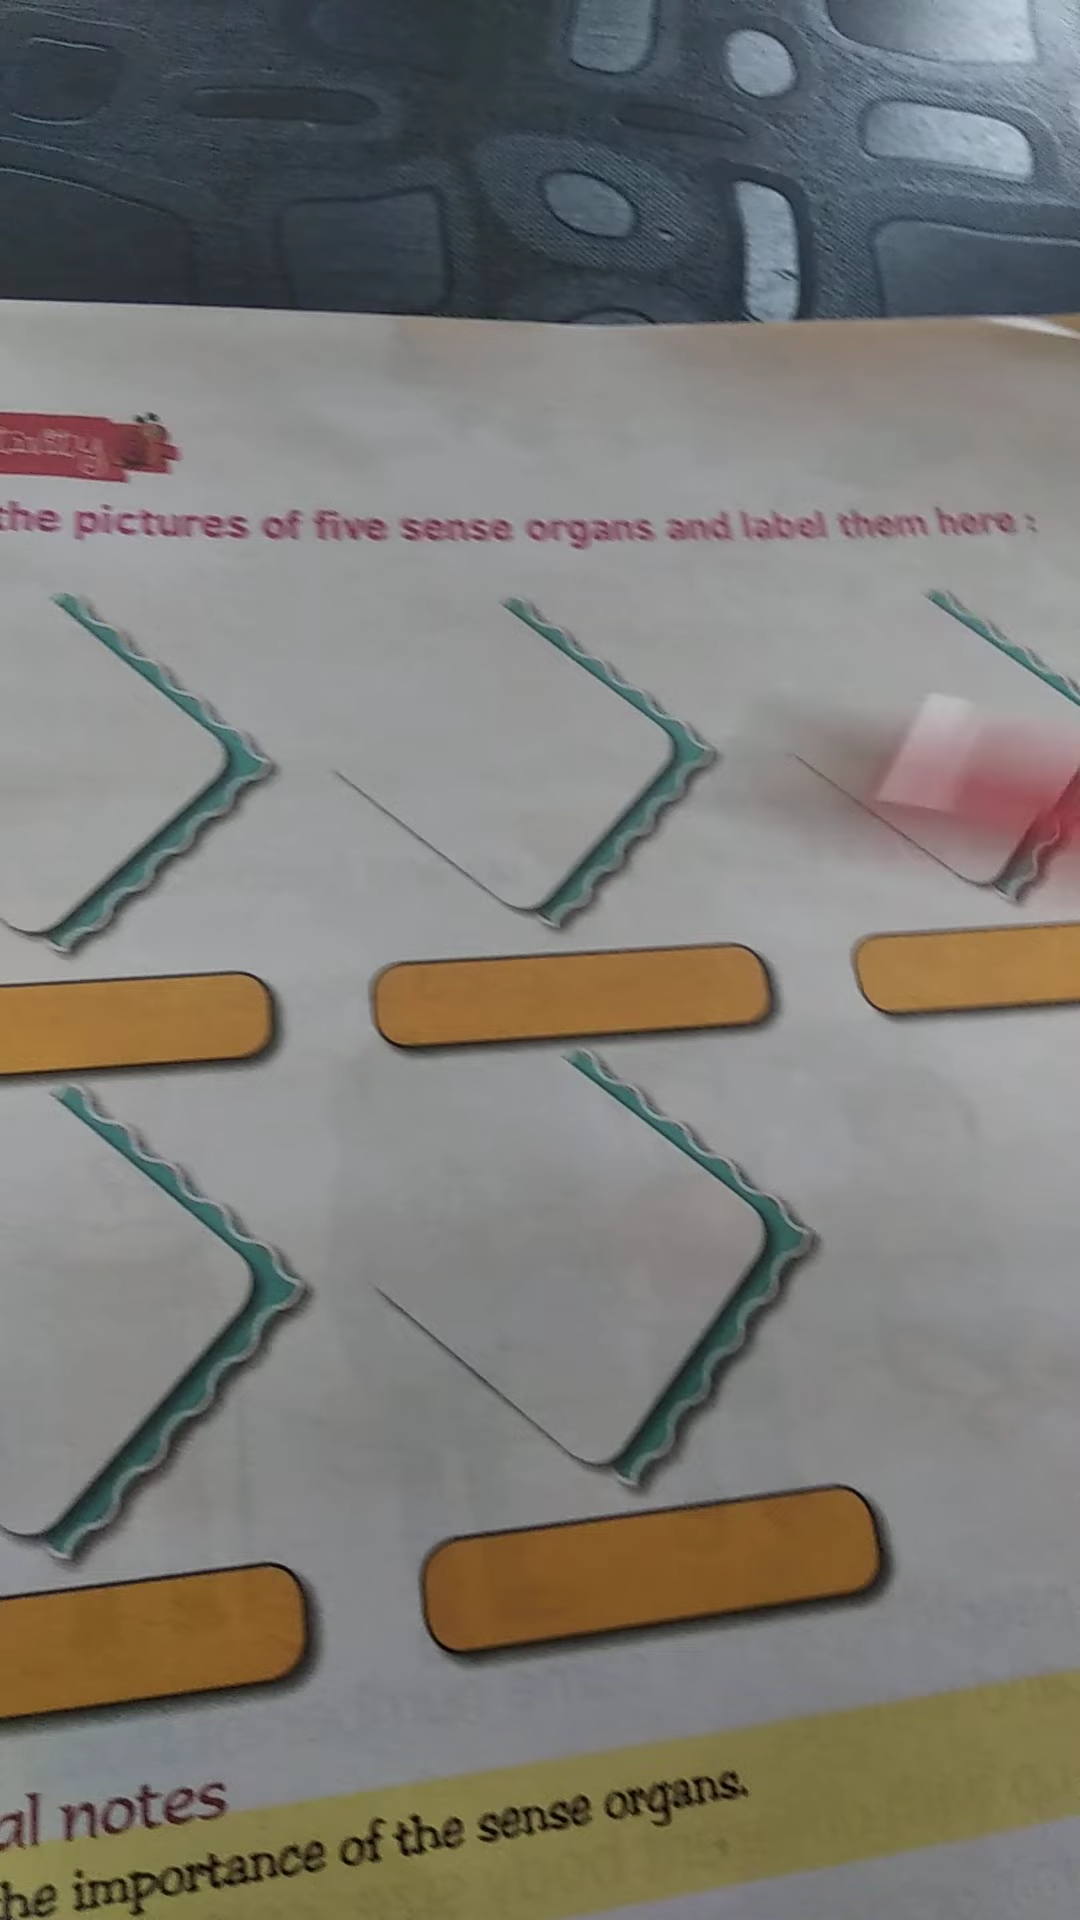 the pictures of five sense organs and label them here :
al notes
he importance of the sense organs.